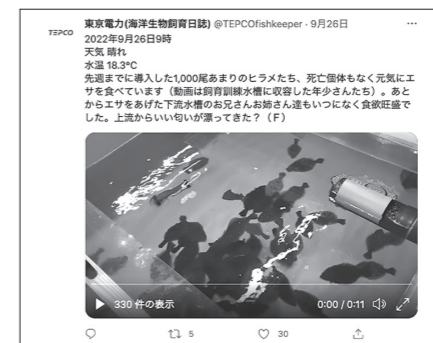 TEPCO
東京電力(海洋生物飼育日誌) @TEPCOfishkeeper・9月26日 …
2022年9月26日9時
天気 晴れ
水温 18.3℃
先週までに導入した1,000尾あまりのヒラメたち、死亡個体もなく元気にエ
サを食べています（動画は飼育訓練水槽に収容した年少さんたち）。あと
からエサをあげた下流水槽のお兄さんお姉さん達もいつになく食欲旺盛で
した。上流からいい匂いが漂ってきた？（F）
330 件の表示
0:00 / 0:11
5
30